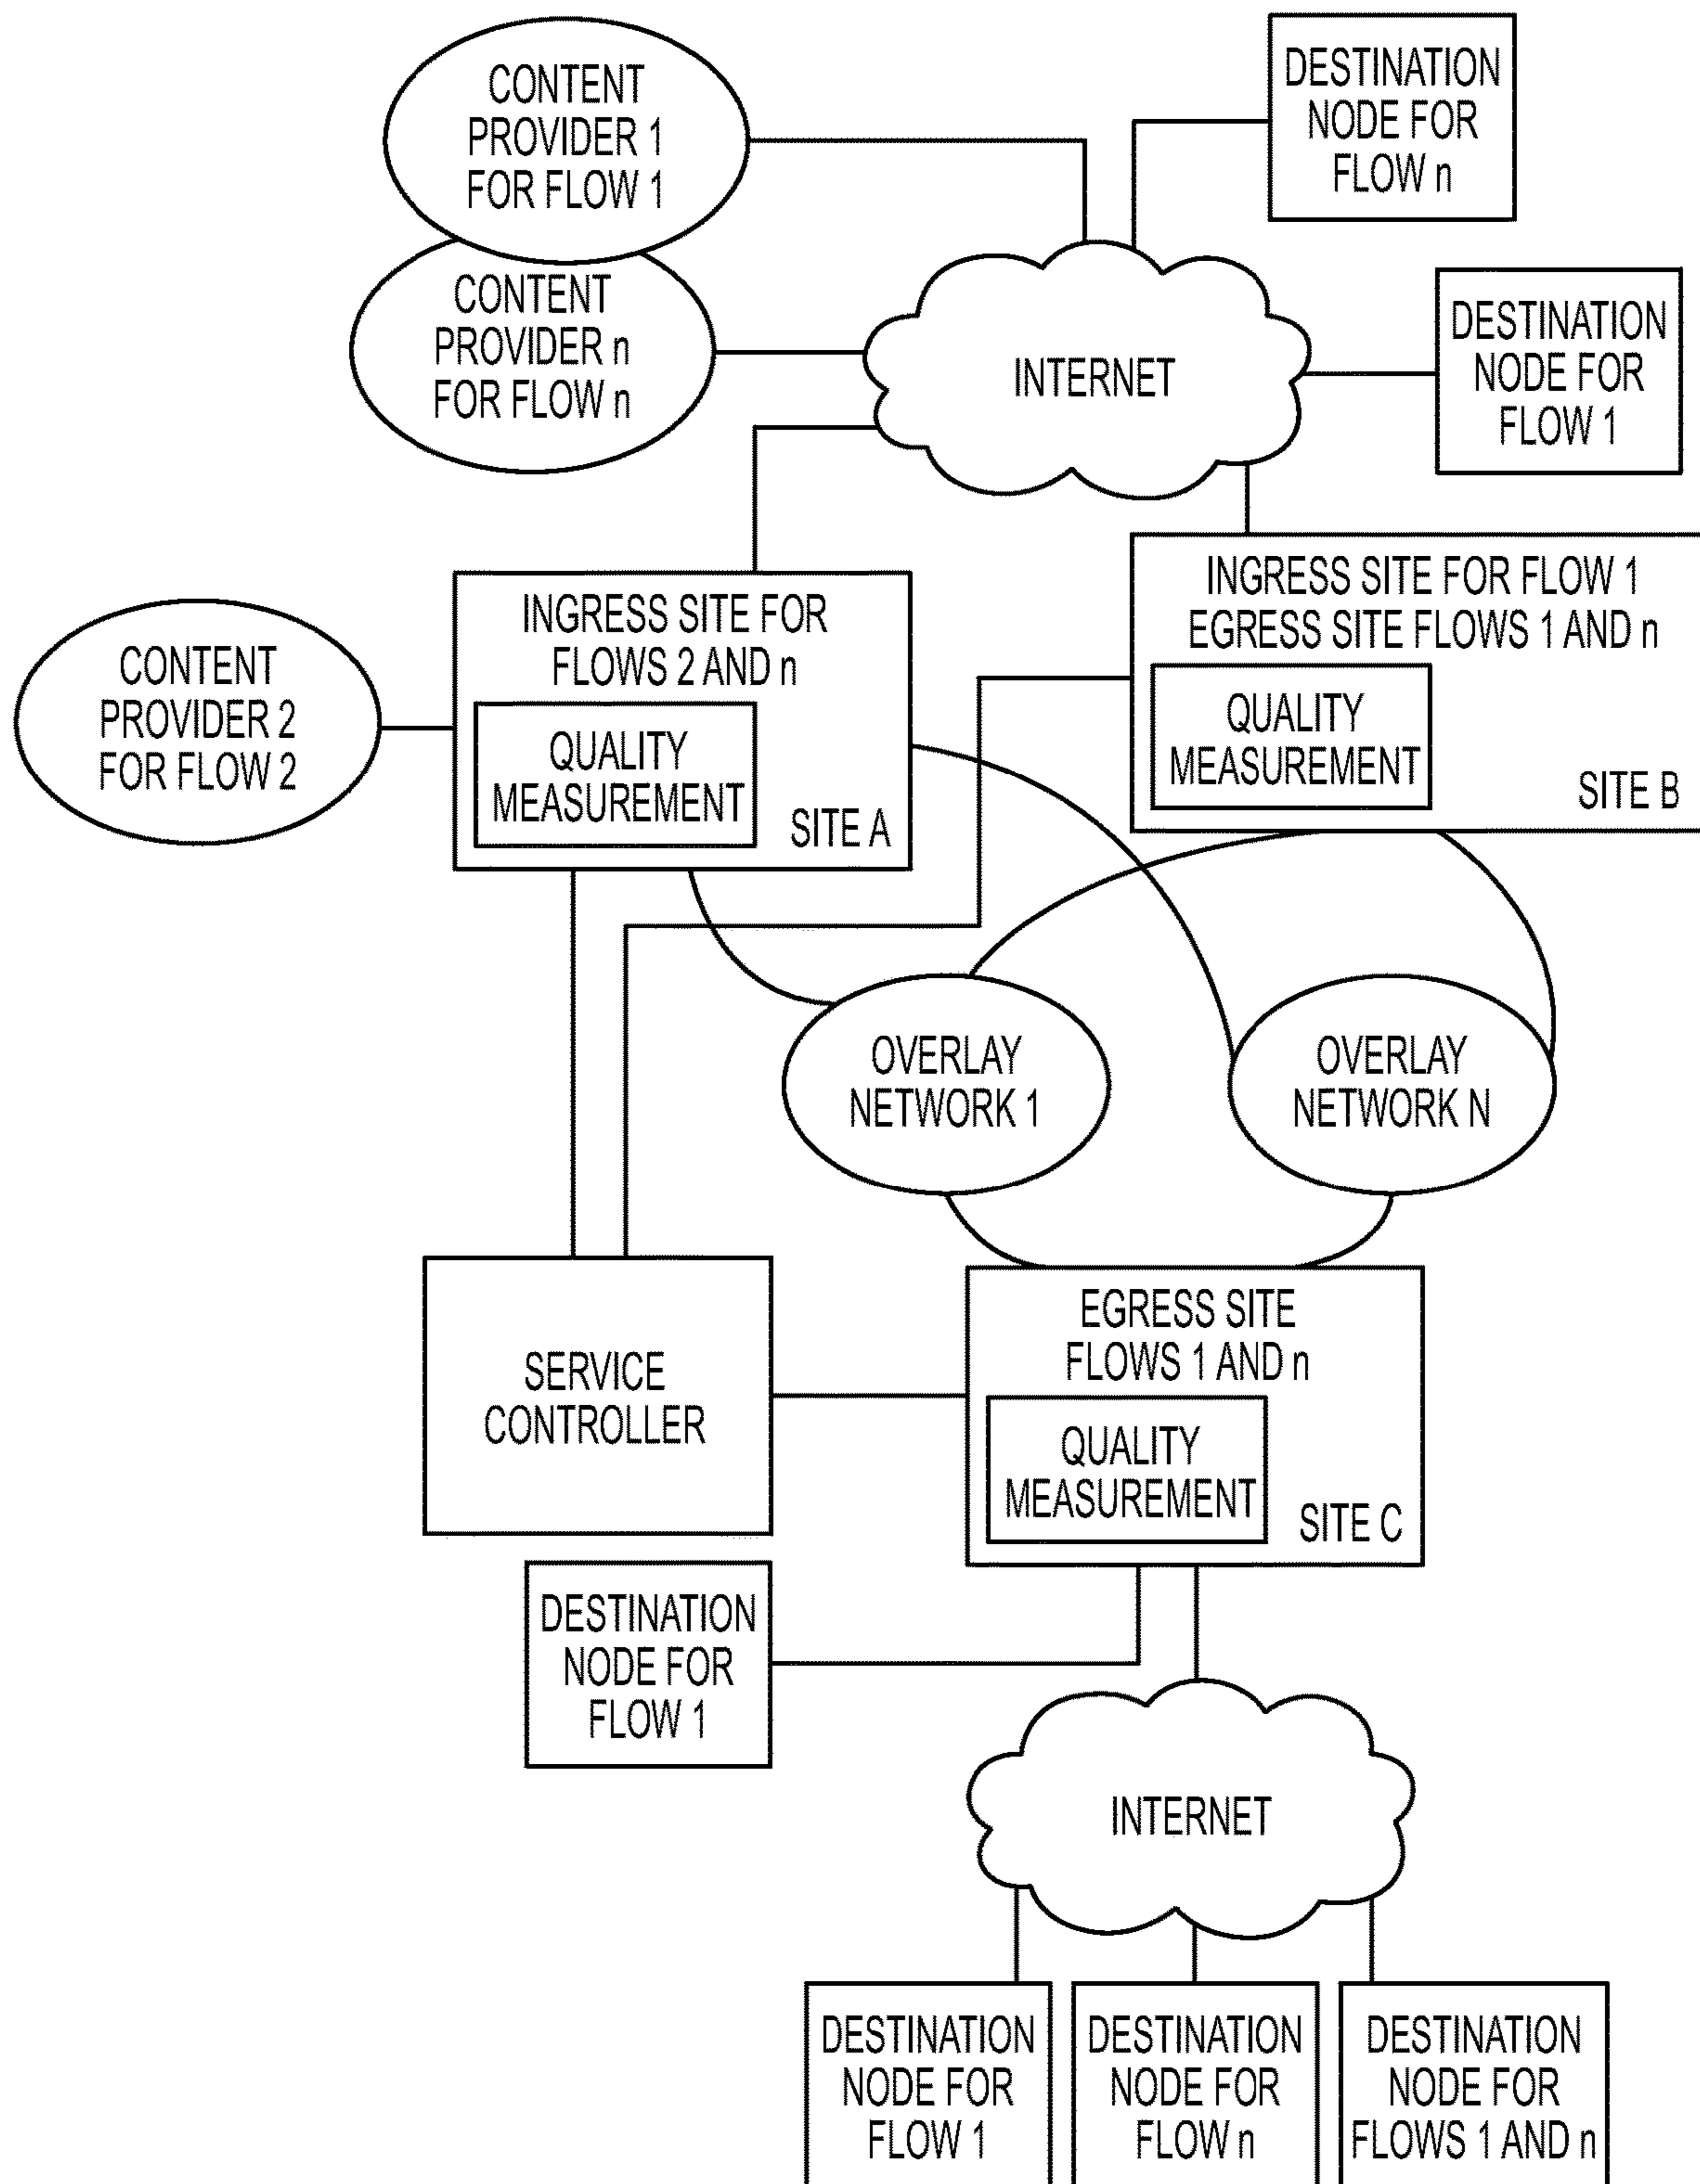 CONTENT
PROVIDER 1
FOR FLOW 1
DESTINATION
NODE FOR
FLOW n
CONTENT
PROVIDER n
FOR FLOW n
INTERNET
DESTINATION
NODE FOR
FLOW 1
INGRESS SITE FOR
FLOWS 2 AND n
QUALITY
MEASUREMENT
SITE A
INGRESS SITE FOR FLOW 1
EGRESS SITE FLOWS 1 AND n
QUALITY
MEASUREMENT
SITE B
CONTENT
PROVIDER 2
FOR FLOW 2
OVERLAY
NETWORK 1
OVERLAY
NETWORK N
SERVICE
CONTROLLER
EGRESS SITE
FLOWS 1 AND n
QUALITY
MEASUREMENT
SITE C
DESTINATION
NODE FOR
FLOW 1
INTERNET
DESTINATION
NODE FOR
FLOW 1
DESTINATION
NODE FOR
FLOW n
DESTINATION
NODE FOR
FLOWS 1 AND n